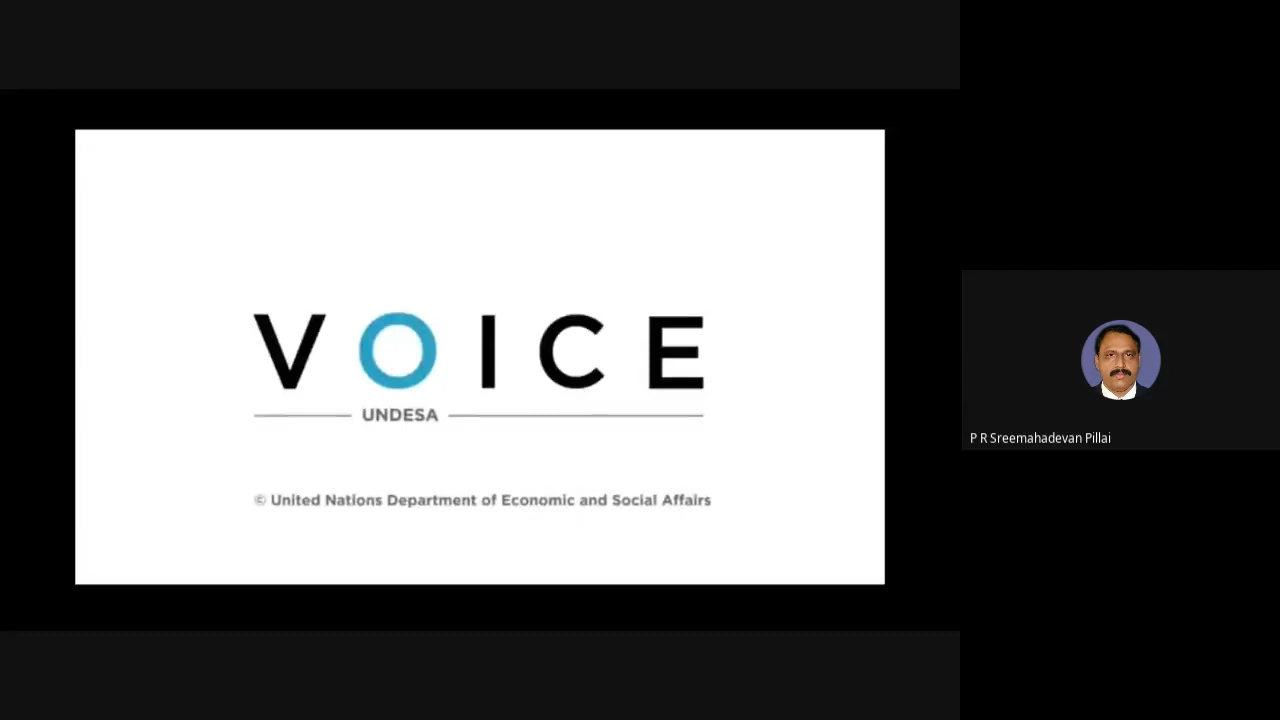 VOICE
UNDESA
© United Nations Department of Economic and Social Affairs
P R Sreemahadevan Pillai